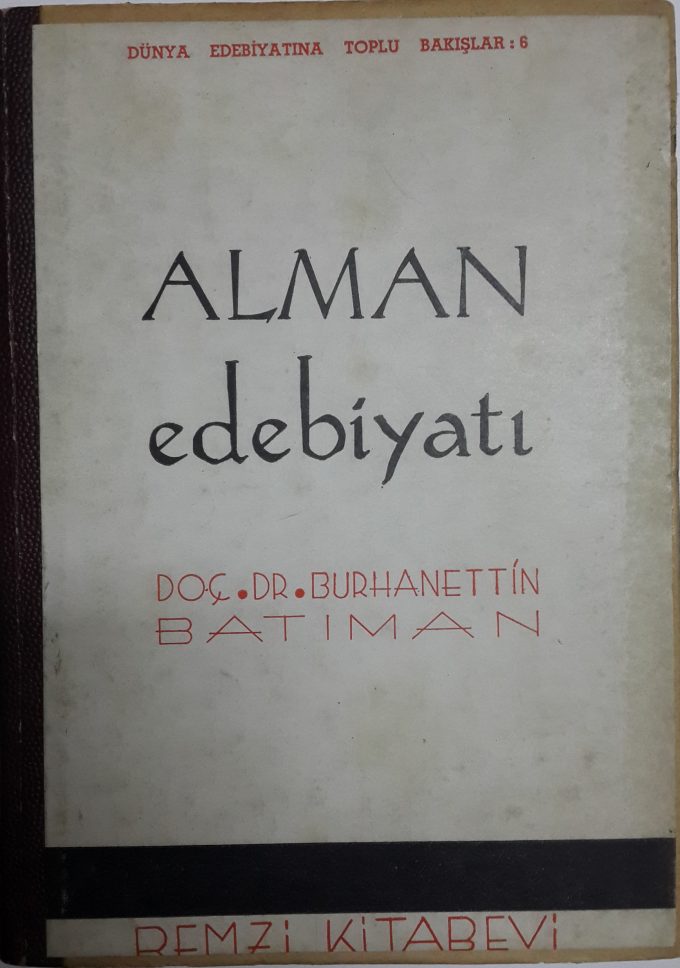 DÜNYA EDEBİYATINA TOPLU BAKIŞLAR : 6
ALMAN
edebiyatı
DOÇ. DR. BURHANETTİN
BATIMAN
REMZİ KİTABEVİ